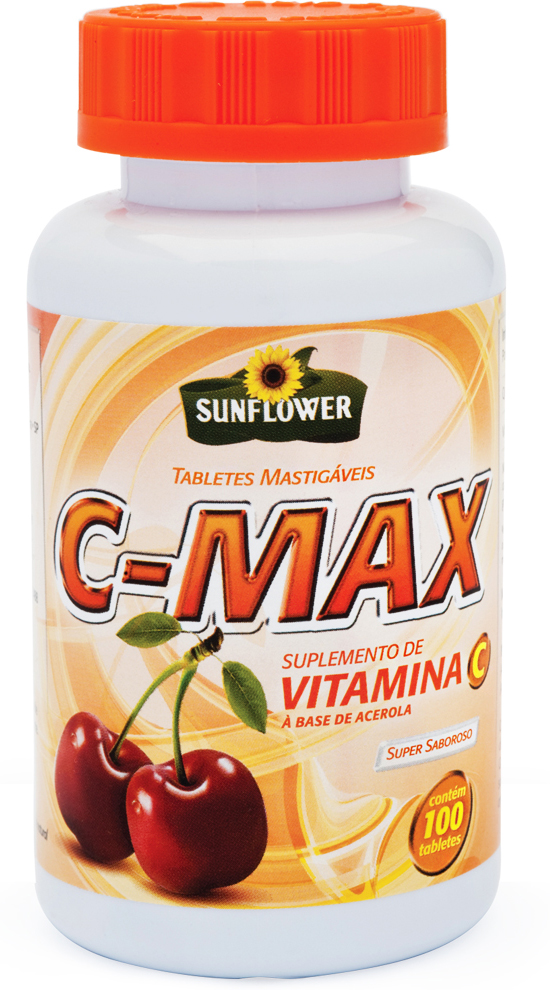 SUNFLOWER
TABLETES MASTIGÁVEIS
C-MAX
SUPLEMENTO DE
VITAMINA C
À BASE DE ACEROLA
SUPER SABOROSO
contém
100
tabletes